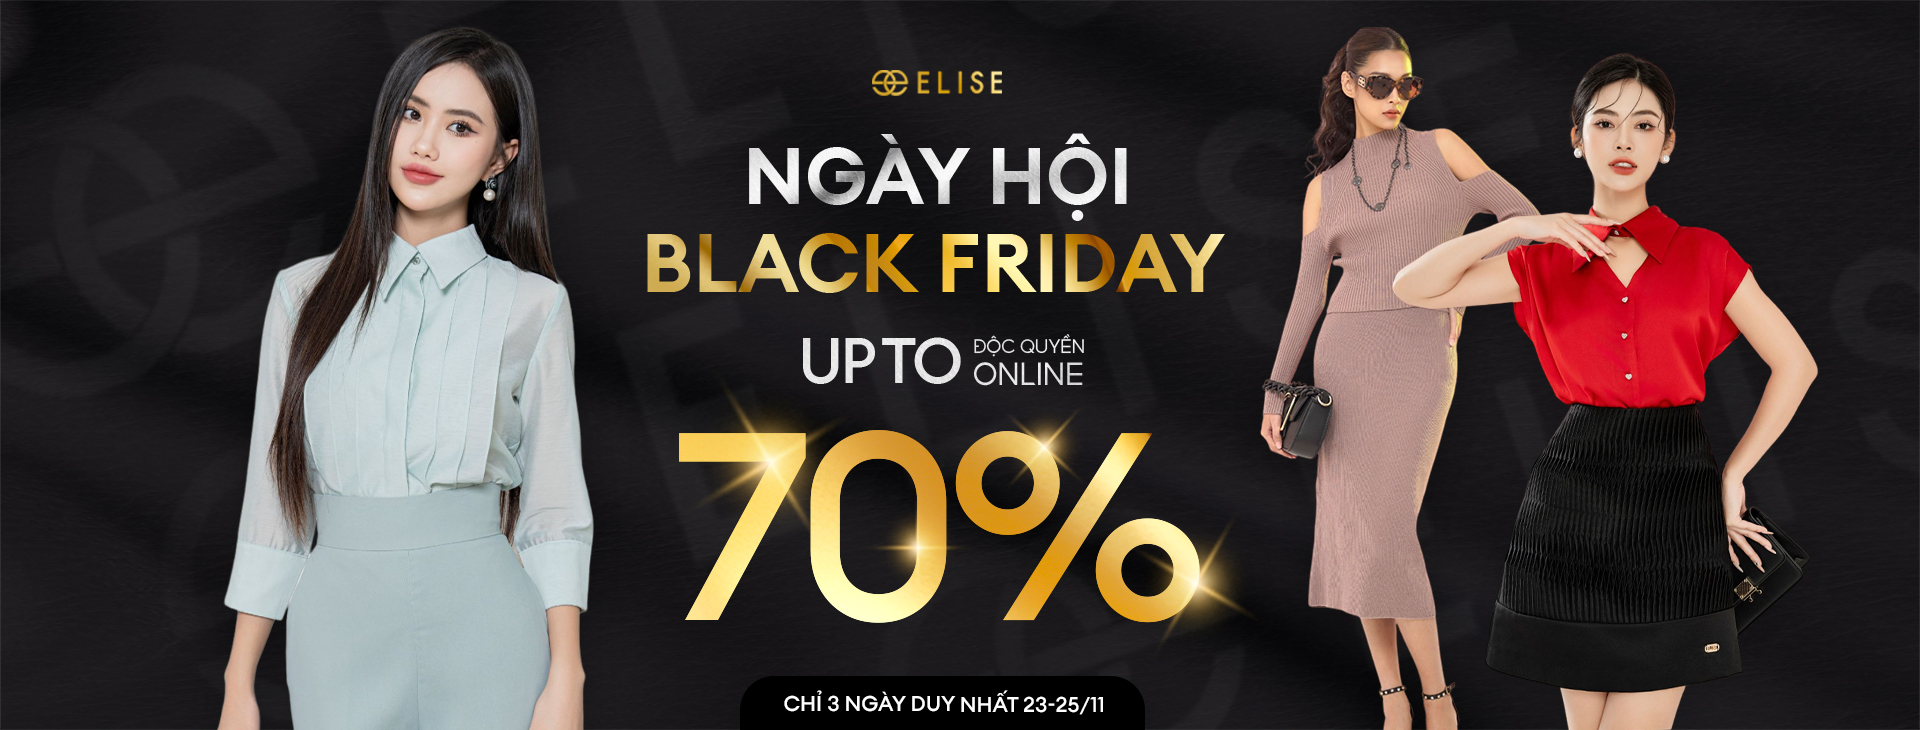 ELISE
NGÀY HỘI
BLACK FRIDAY
UP TO
ĐỘC QUYỀN
ONLINE
70%
CHỈ 3 NGÀY DUY NHẤT 23-25/11